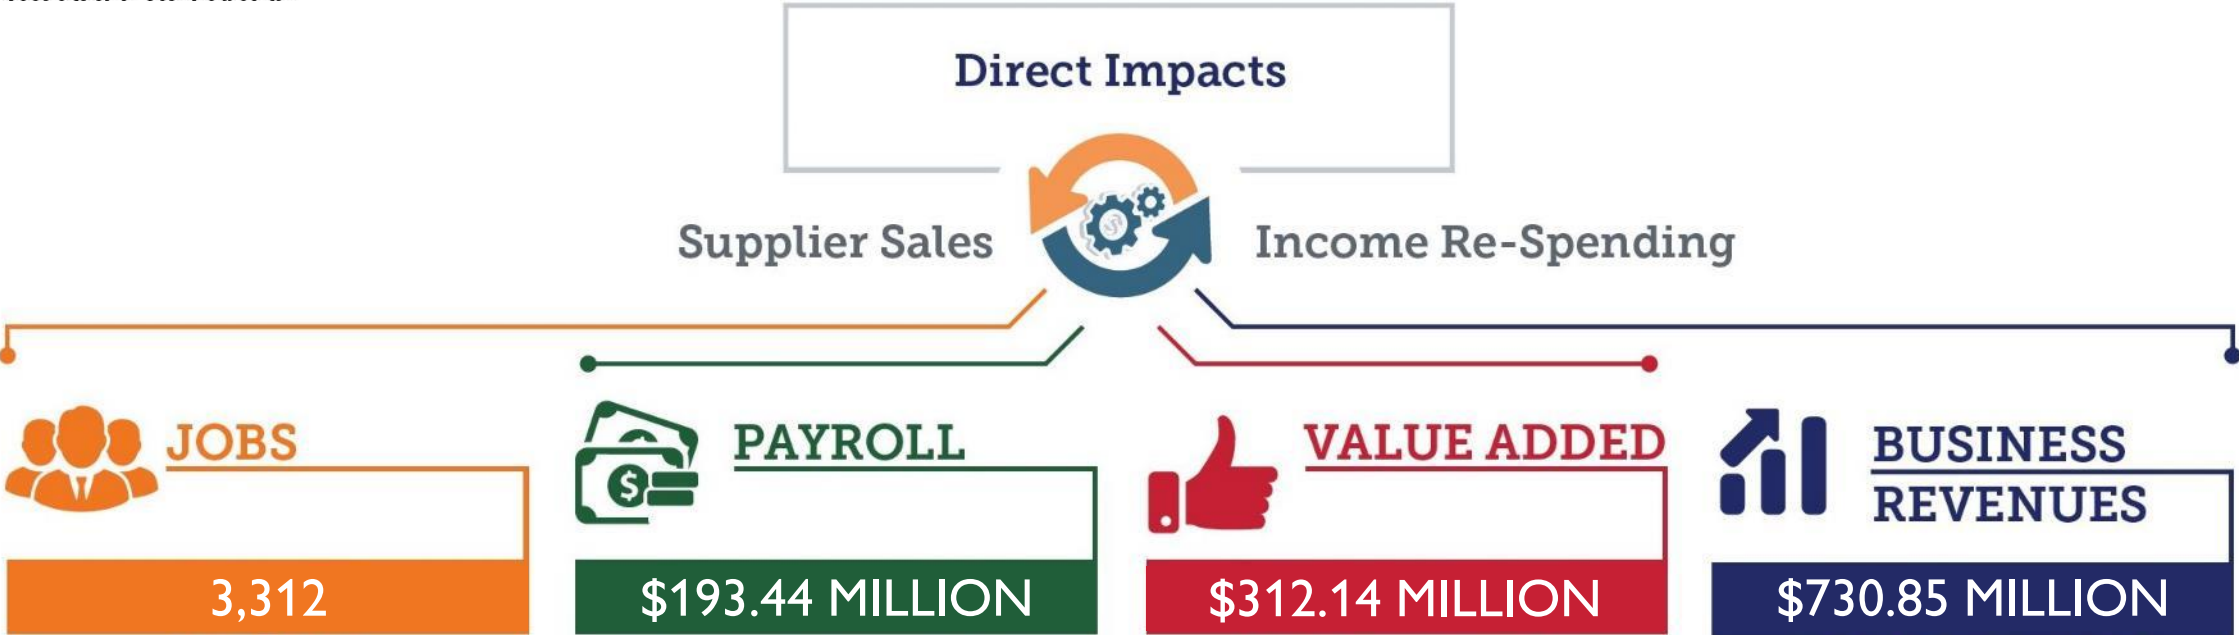 Direct Impacts
Supplier Sales
Income Re-Spending
JOBS
3,312
PAYROLL
$193.44 MILLION
VALUE ADDED
$312.14 MILLION
BUSINESS
REVENUES
$730.85 MILLION